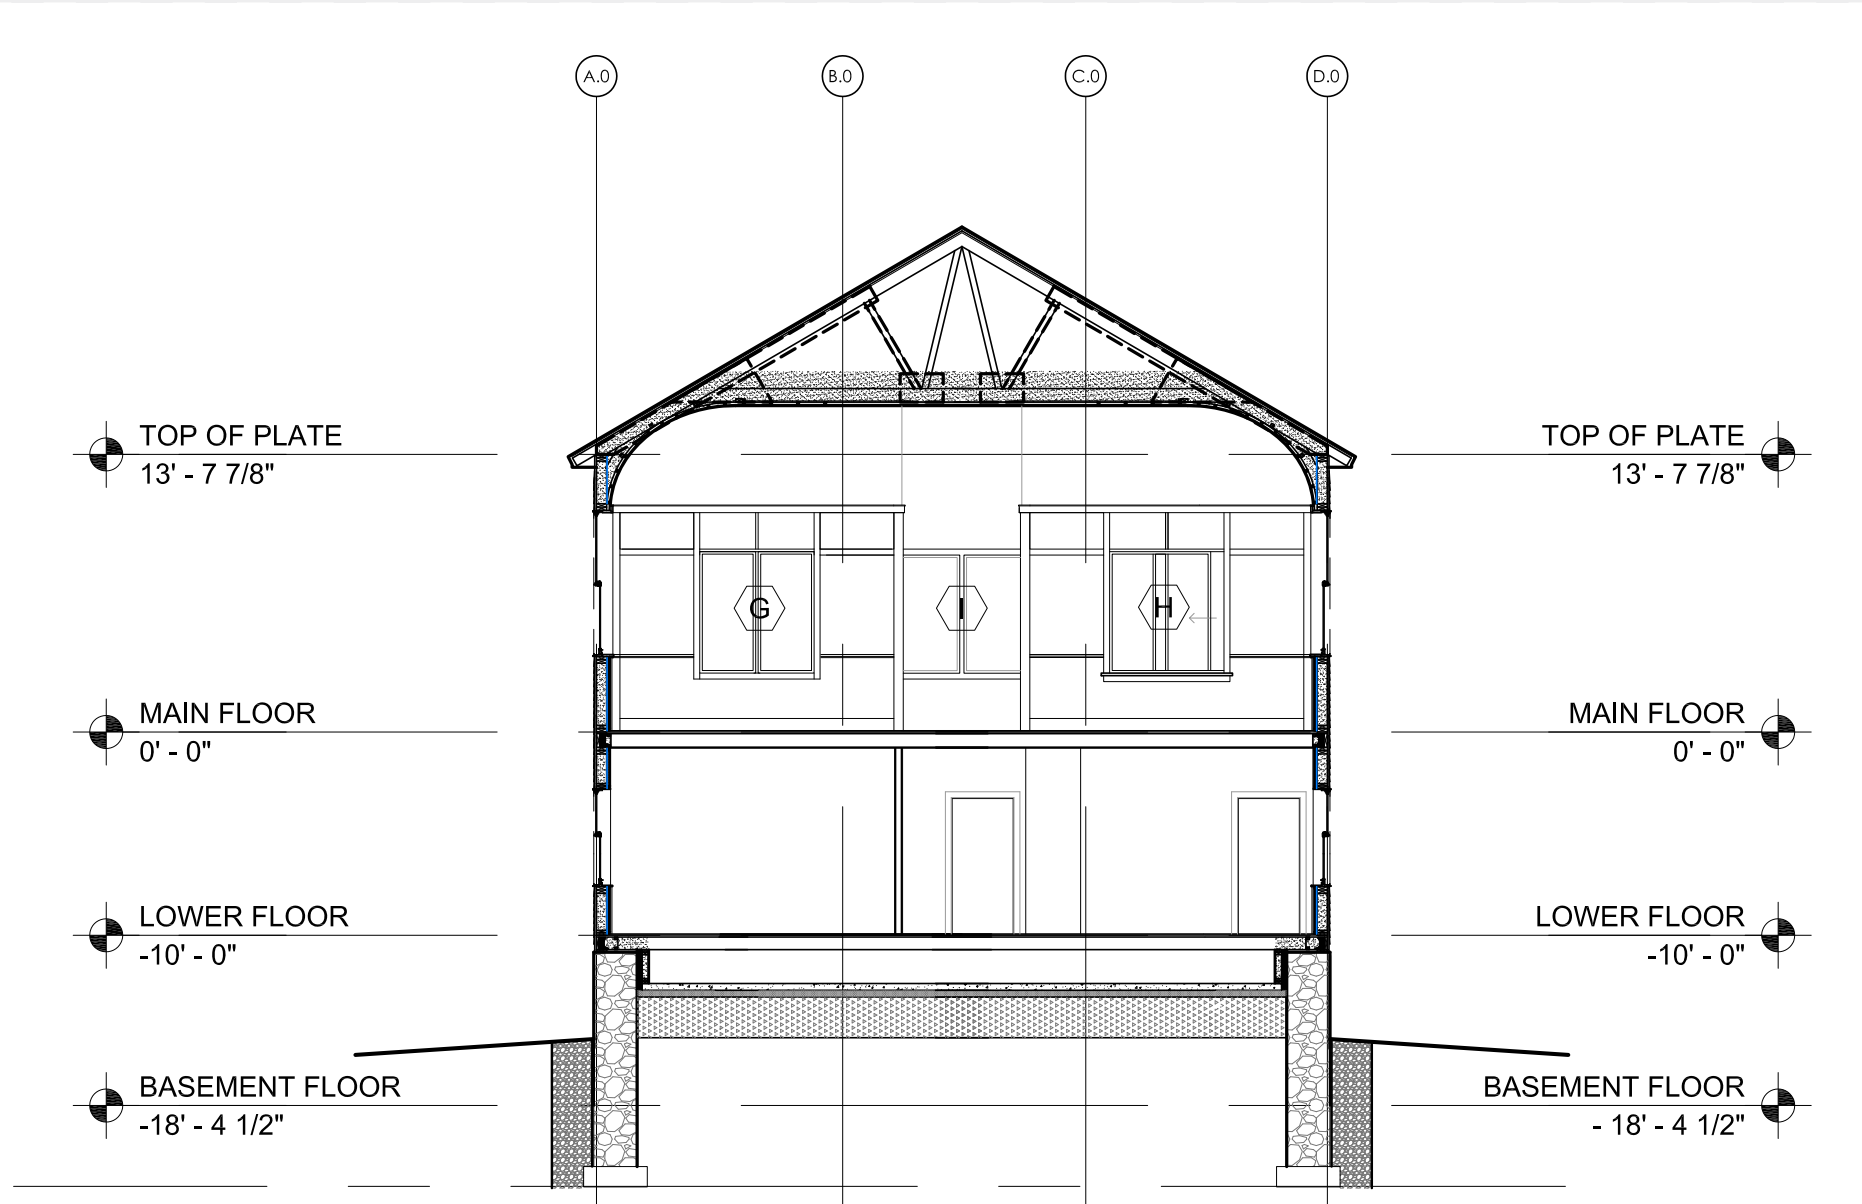 A.0 B.0 C.0 D.0
TOP OF PLATE
13' - 7 7/8"
TOP OF PLATE
13' - 7 7/8"
G I H
MAIN FLOOR
0' - 0"
MAIN FLOOR
0' - 0"
LOWER FLOOR
-10' - 0"
LOWER FLOOR
-10' - 0"
BASEMENT FLOOR
-18' - 4 1/2"
BASEMENT FLOOR
- 18' - 4 1/2"